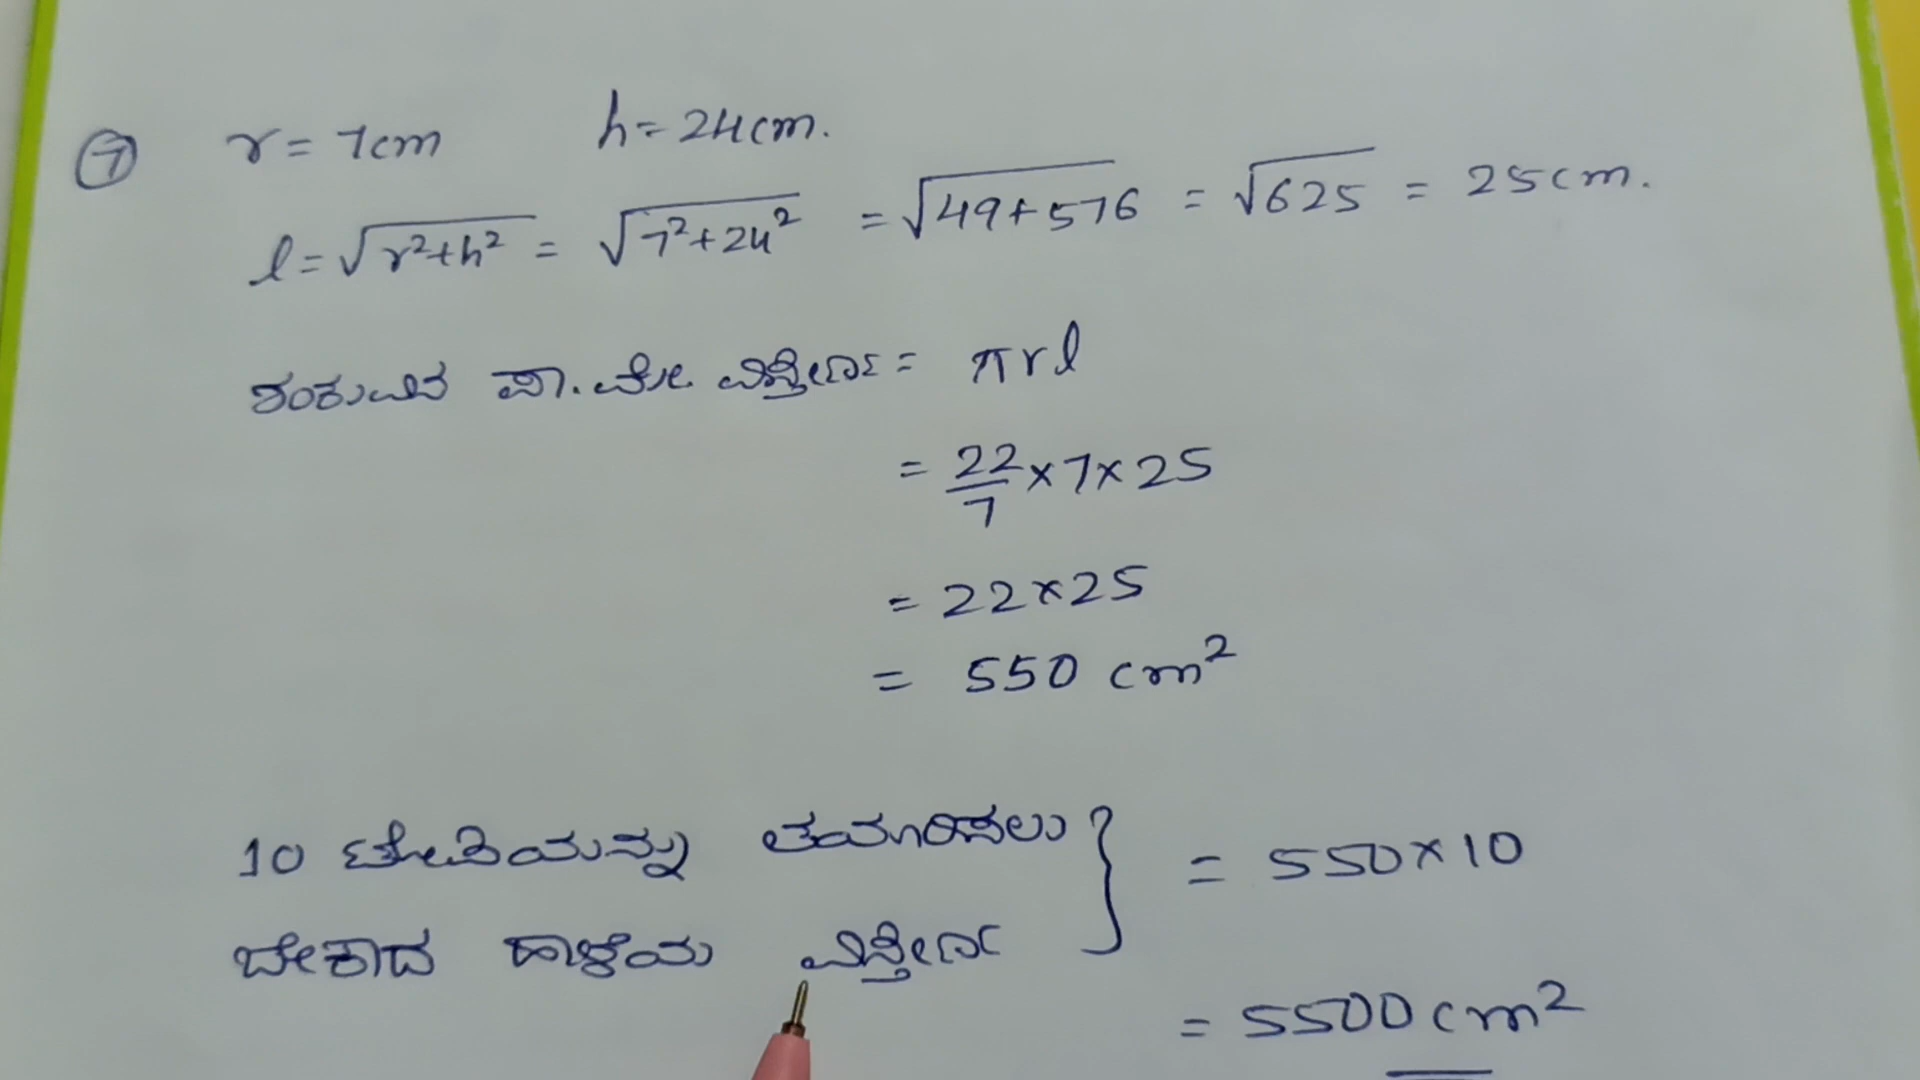 ⑦ r = 7cm h = 24cm.
l = √r²+h² = √7²+24² = √49+576 = √625 = 25cm.
ಶಂಕುವಿನ ಪಾ.ಮೇ ವಿಸ್ತೀರ್ಣ = πrl
= 22/7 × 7 × 25
= 22×25
= 550 cm²
10 ಟೋಪಿಯನ್ನು ತಯಾರಿಸಲು } = 550×10
ಬೇಕಾದ ಹಾಳೆಯ ವಿಸ್ತೀರ್ಣ
= 5500 cm²